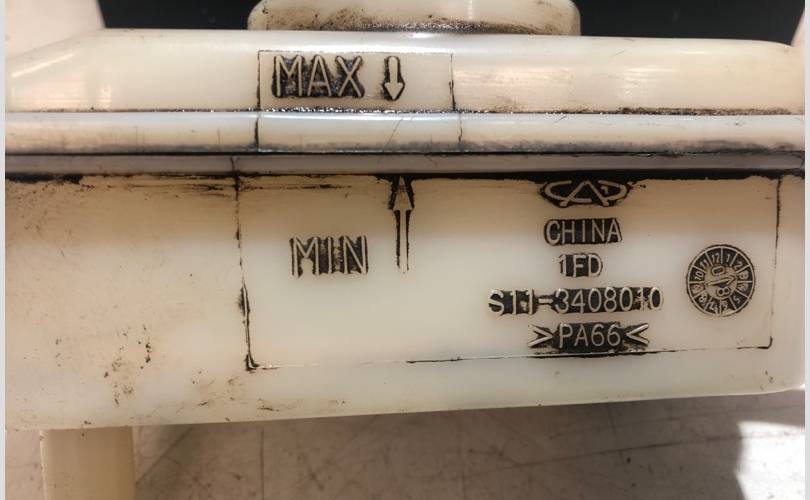 MAX
MIN
CHINA
1FD
S11-3408010
>PA66<